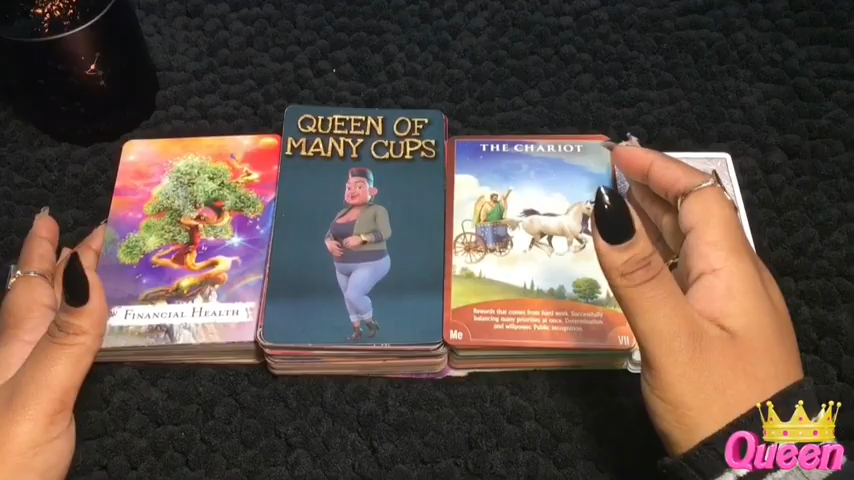 FINANCIAL HEALTH
QUEEN OF
MANY CUPS
THE CHARIOT
Rewards that comes from hard work. Successfully
balancing many priorities at once. Determination
and willpower. Public recognition.
Me
VII
Queen